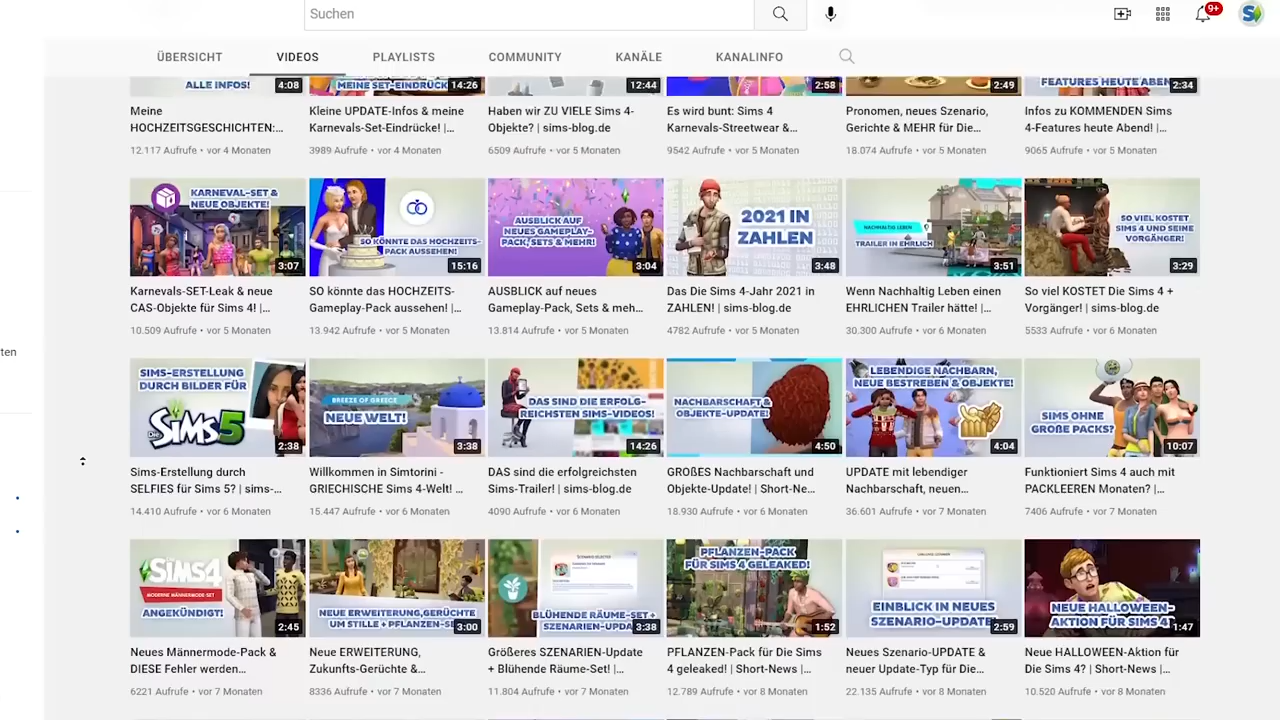 Suchen
9+
ÜBERSICHT
VIDEOS
PLAYLISTS
COMMUNITY
KANÄLE
KANALINFO
ALLE INFOS!
4:08
MEINE SET-EINDRÜCKE
14:26
12:44
2:58
2:49
FEATURES HEUTE ABEND
2:34
Meine
HOCHZEITSGESCHICHTEN:...
12.117 Aufrufe • vor 4 Monaten
Kleine UPDATE-Infos & meine
Karnevals-Set-Eindrücke! |...
3989 Aufrufe • vor 4 Monaten
Haben wir ZU VIELE Sims 4-
Objekte? | sims-blog.de
6509 Aufrufe • vor 5 Monaten
Es wird bunt: Sims 4
Karnevals-Streetwear &...
9542 Aufrufe • vor 5 Monaten
Pronomen, neues Szenario,
Gerichte & MEHR für Die...
18.074 Aufrufe • vor 5 Monaten
Infos zu KOMMENDEN Sims
4-Features heute Abend! |...
9065 Aufrufe • vor 5 Monaten
KARNEVAL-SET &
NEUE OBJEKTE!
3:07
SO KÖNNTE DAS HOCHZEITS-
PACK AUSSEHEN!
15:16
AUSBLICK AUF
NEUES GAMEPLAY-
PACK, SETS & MEHR!
3:04
2021 IN
ZAHLEN
3:48
NACHHALTIG LEBEN
TRAILER IN EHRLICH
3:51
SO VIEL KOSTET
SIMS 4 UND SEINE
VORGÄNGER!
3:29
Karnevals-SET-Leak & neue
CAS-Objekte für Sims 4! |...
10.509 Aufrufe • vor 5 Monaten
SO könnte das HOCHZEITS-
Gameplay-Pack aussehen! |...
13.942 Aufrufe • vor 5 Monaten
AUSBLICK auf neues
Gameplay-Pack, Sets & meh...
13.814 Aufrufe • vor 5 Monaten
Das Die Sims 4-Jahr 2021 in
ZAHLEN! | sims-blog.de
4782 Aufrufe • vor 5 Monaten
Wenn Nachhaltig Leben einen
EHRLICHEN Trailer hätte! |...
30.300 Aufrufe • vor 6 Monaten
So viel KOSTET Die Sims 4 +
Vorgänger! | sims-blog.de
5533 Aufrufe • vor 6 Monaten
ten
SIMS-ERSTELLUNG
DURCH BILDER FÜR
DIE SIMS 5
2:38
BREEZE OF GREECE
NEUE WELT!
3:38
DAS SIND DIE ERFOLG-
REICHSTEN SIMS-VIDEOS!
14:26
NACHBARSCHAFT &
OBJEKTE-UPDATE!
4:50
LEBENDIGE NACHBARN,
NEUE BESTREBEN & OBJEKTE!
4:04
SIMS OHNE
GROßE PACKS?
10:07
Sims-Erstellung durch
SELFIES für Sims 5? | sims-...
14.410 Aufrufe • vor 6 Monaten
Willkommen in Simtorini -
GRIECHISCHE Sims 4-Welt! ...
15.447 Aufrufe • vor 6 Monaten
DAS sind die erfolgreichsten
Sims-Trailer! | sims-blog.de
4090 Aufrufe • vor 6 Monaten
GROßES Nachbarschaft und
Objekte-Update! | Short-Ne...
18.930 Aufrufe • vor 6 Monaten
UPDATE mit lebendiger
Nachbarschaft, neuen...
36.601 Aufrufe • vor 7 Monaten
Funktioniert Sims 4 auch mit
PACKLEEREN Monaten? |...
7406 Aufrufe • vor 7 Monaten
DIE SIMS 4
MODERNE MÄNNERMODE-SET
ANGEKÜNDIGT!
2:45
NEUE ERWEITERUNG, GERÜCHTE
UM STILLE + PFLANZEN-SE
3:00
BLÜHENDE RÄUME-SET +
SZENARIEN-UPDA
3:38
PFLANZEN-PACK
FÜR SIMS 4 GELEAKED!
1:52
EINBLICK IN NEUES
SZENARIO-UPDATE
2:59
NEUE HALLOWEEN-
AKTION FÜR SIMS 4
1:47
Neues Männermode-Pack &
DIESE Fehler werden...
6221 Aufrufe • vor 7 Monaten
Neue ERWEITERUNG,
Zukunfts-Gerüchte &...
8336 Aufrufe • vor 7 Monaten
Größeres SZENARIEN-Update
+ Blühende Räume-Set! |...
11.804 Aufrufe • vor 7 Monaten
PFLANZEN-Pack für Die Sims
4 geleaked! | Short-News |...
12.789 Aufrufe • vor 8 Monaten
Neues Szenario-UPDATE &
neuer Update-Typ für Die...
22.135 Aufrufe • vor 8 Monaten
Neue HALLOWEEN-Aktion für
Die Sims 4? | Short-News |...
10.520 Aufrufe • vor 8 Monaten